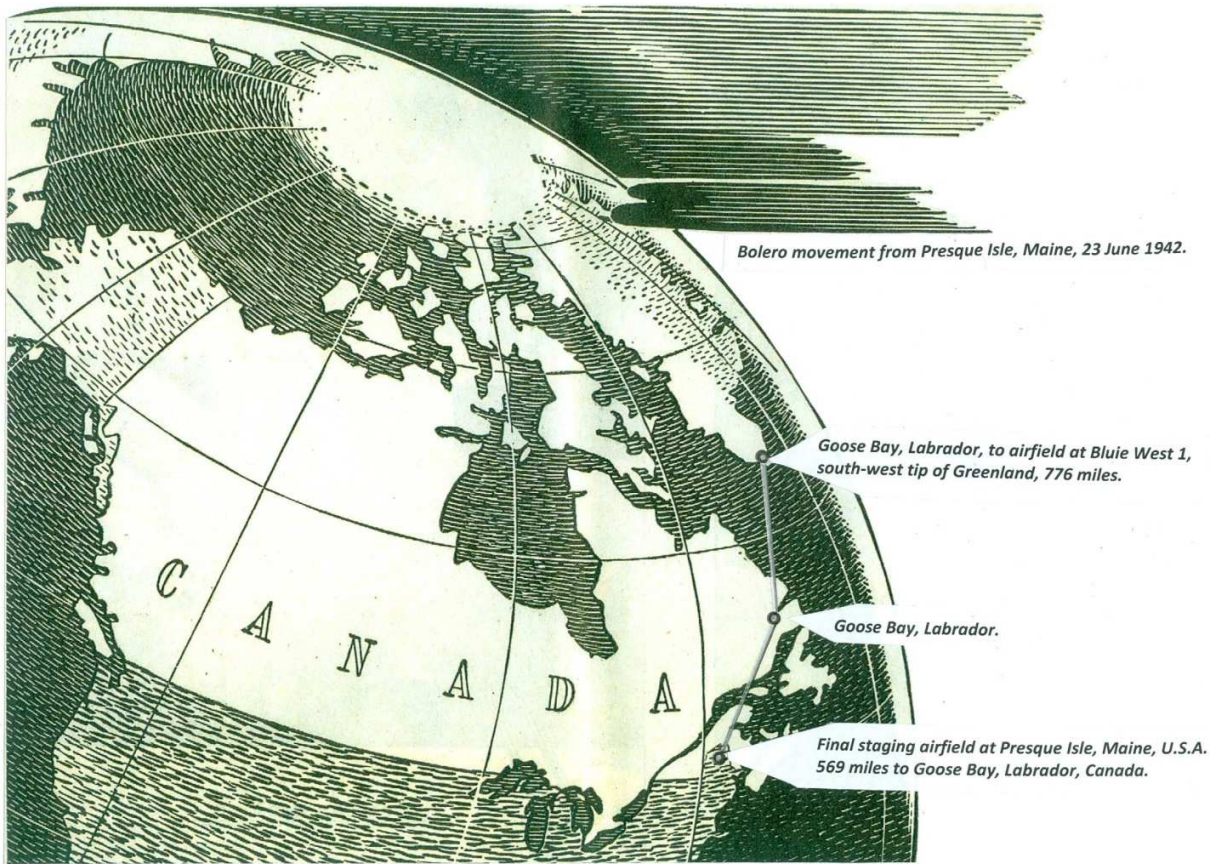 Bolero movement from Presque Isle, Maine, 23 June 1942.
Goose Bay, Labrador, to airfield at Bluie West 1,
south-west tip of Greenland, 776 miles.
Goose Bay, Labrador.
CANADA
Final staging airfield at Presque Isle, Maine, U.S.A.
569 miles to Goose Bay, Labrador, Canada.